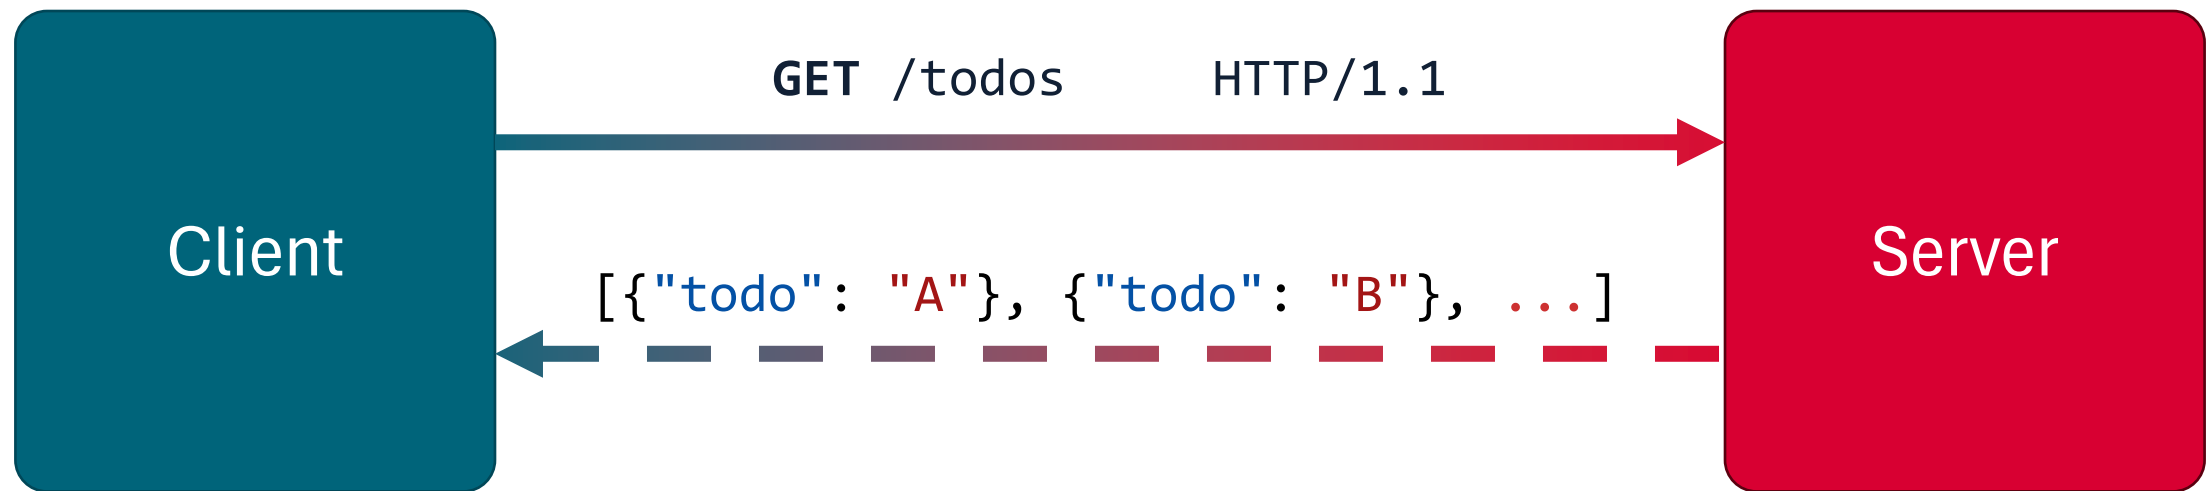 GET /todos HTTP/1.1
Client
Server
[{"todo": "A"}, {"todo": "B"}, ...]